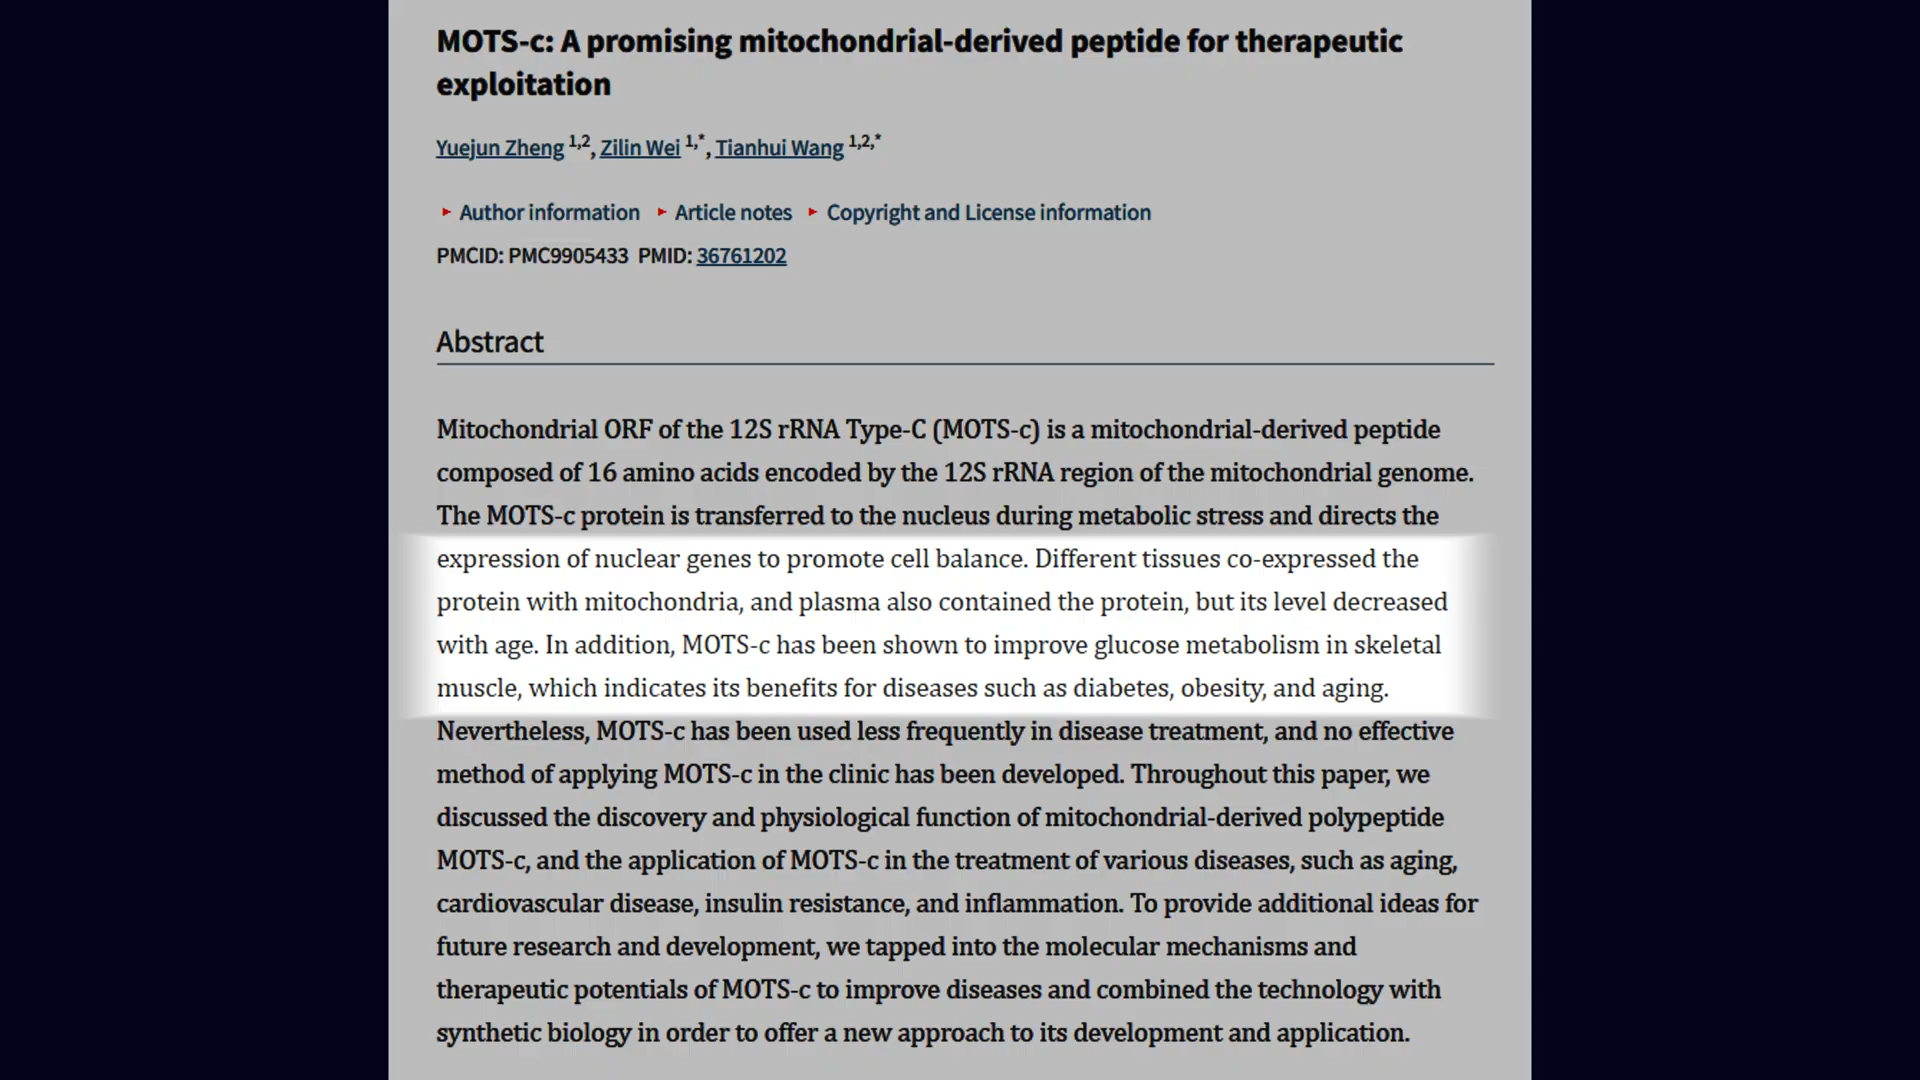 MOTS-c: A promising mitochondrial-derived peptide for therapeutic
exploitation
Yuejun Zheng 1,2, Zilin Wei 1,*, Tianhui Wang 1,2,*
▸ Author information ▸ Article notes ▸ Copyright and License information
PMCID: PMC9905433 PMID: 36761202
Abstract
Mitochondrial ORF of the 12S rRNA Type-C (MOTS-c) is a mitochondrial-derived peptide
composed of 16 amino acids encoded by the 12S rRNA region of the mitochondrial genome.
The MOTS-c protein is transferred to the nucleus during metabolic stress and directs the
expression of nuclear genes to promote cell balance. Different tissues co-expressed the
protein with mitochondria, and plasma also contained the protein, but its level decreased
with age. In addition, MOTS-c has been shown to improve glucose metabolism in skeletal
muscle, which indicates its benefits for diseases such as diabetes, obesity, and aging.
Nevertheless, MOTS-c has been used less frequently in disease treatment, and no effective
method of applying MOTS-c in the clinic has been developed. Throughout this paper, we
discussed the discovery and physiological function of mitochondrial-derived polypeptide
MOTS-c, and the application of MOTS-c in the treatment of various diseases, such as aging,
cardiovascular disease, insulin resistance, and inflammation. To provide additional ideas for
future research and development, we tapped into the molecular mechanisms and
therapeutic potentials of MOTS-c to improve diseases and combined the technology with
synthetic biology in order to offer a new approach to its development and application.